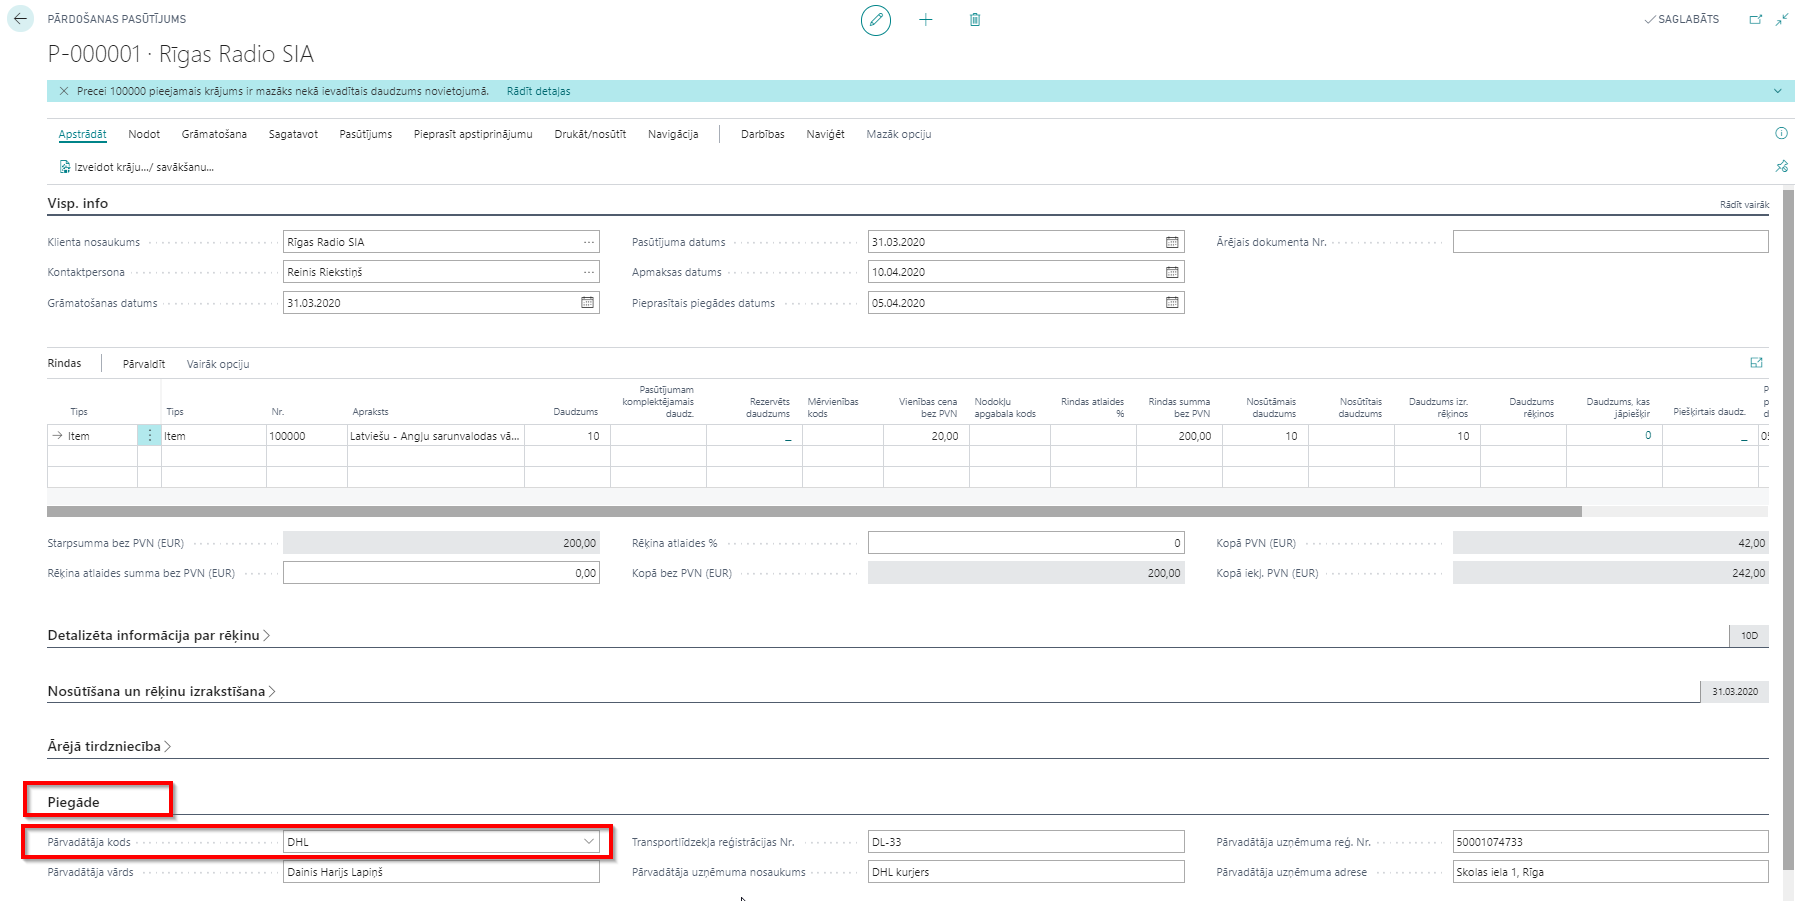 PĀRDOŠANAS PASŪTĪJUMS
SAGLABĀTS
P-000001 · Rīgas Radio SIA
Precei 100000 pieejamais krājums ir mazāks nekā ievadītais daudzums novietojumā. Rādīt detaļas
Apstrādāt Nodot Grāmatošana Sagatavot Pasūtījums Pieprasīt apstiprinājumu Drukāt/nosūtīt Navigācija Darbības Naviģēt Mazāk opciju
Izveidot krāju.../ savākšanu...
Visp. info Rādīt vairāk
Klienta nosaukums Rīgas Radio SIA ... Pasūtījuma datums 31.03.2020 Ārējais dokumenta Nr.
Kontaktpersona Reinis Riekstiņš ... Apmaksas datums 10.04.2020
Grāmatošanas datums 31.03.2020 Pieprasītais piegādes datums 05.04.2020
Rindas Pārvaldīt Vairāk opciju
Tips Tips Nr. Apraksts Daudzums Pasūtījumam komplektējamais daudz. Rezervēts daudzums Mērvienības kods Vienības cena bez PVN Nodokļu apgabala kods Rindas atlaides % Rindas summa bez PVN Nosūtāmais daudzums Nosūtītais daudzums Daudzums izr. rēķinos Daudzums rēķinos Daudzums, kas jāpiešķir Piešķirtais daudz.
Item Item 100000 Latviešu - Angļu sarunvalodas vā... 10 _ 20,00 200,00 10 10 0 _
Starpsumma bez PVN (EUR) 200,00 Rēķina atlaides % 0 Kopā PVN (EUR) 42,00
Rēķina atlaides summa bez PVN (EUR) 0,00 Kopā bez PVN (EUR) 200,00 Kopā iekļ. PVN (EUR) 242,00
Detalizēta informācija par rēķinu 10D
Nosūtīšana un rēķinu izrakstīšana 31.03.2020
Ārējā tirdzniecība
Piegāde
Pārvadātāja kods DHL Transportlīdzekļa reģistrācijas Nr. DL-33 Pārvadātāja uzņēmuma reģ. Nr. 50001074733
Pārvadātāja vārds Dainis Harijs Lapiņš Pārvadātāja uzņēmuma nosaukums DHL kurjers Pārvadātāja uzņēmuma adrese Skolas iela 1, Rīga